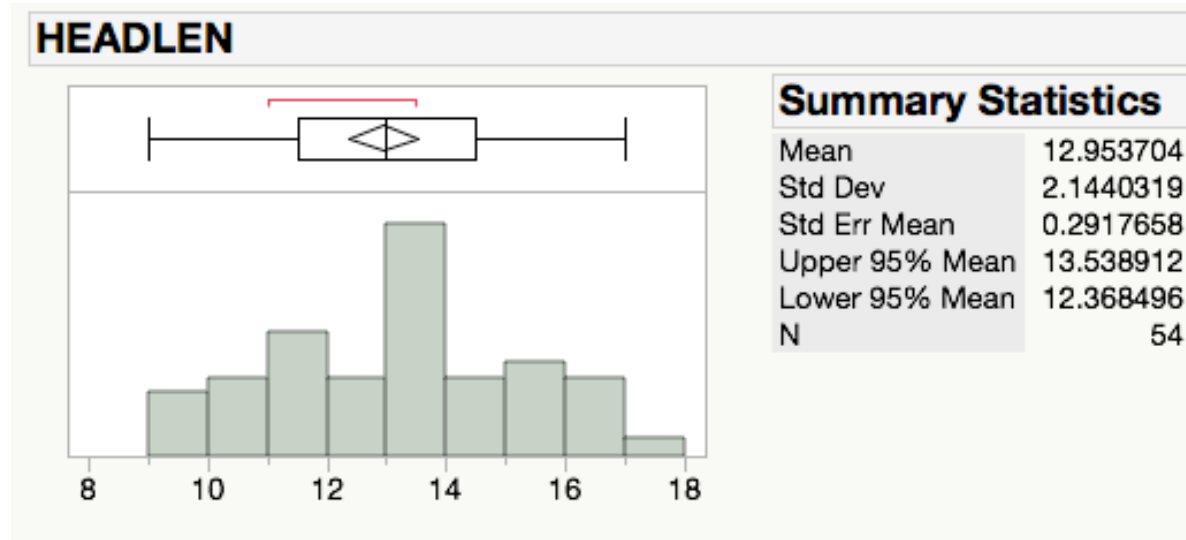 HEADLEN
Summary Statistics
Mean 12.953704
Std Dev 2.1440319
Std Err Mean 0.2917658
Upper 95% Mean 13.538912
Lower 95% Mean 12.368496
N 54
8 10 12 14 16 18